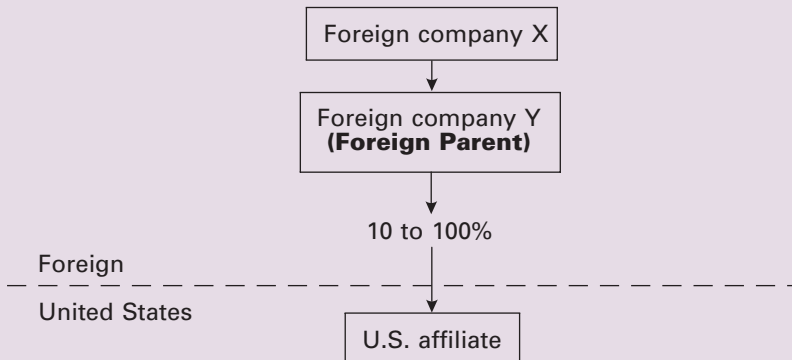 Foreign company X
Foreign company Y
(Foreign Parent)
10 to 100%
Foreign
United States
U.S. affiliate